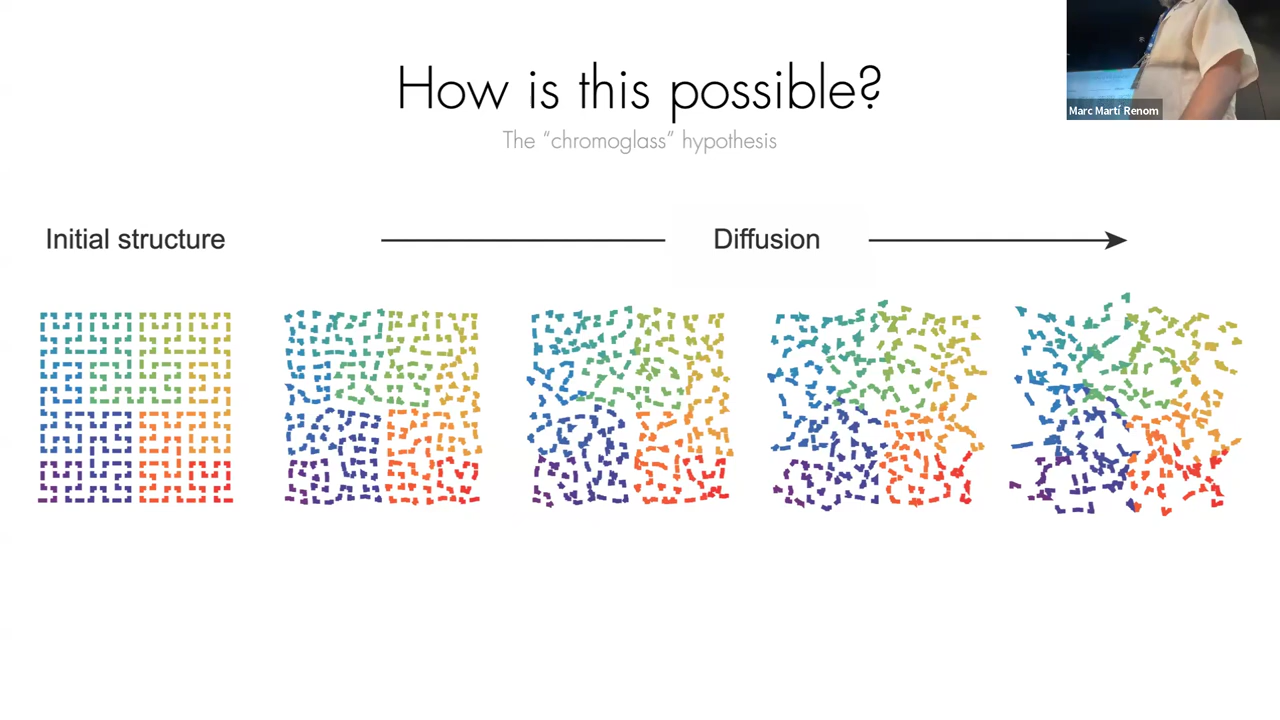 How is this possible?
The “chromoglass” hypothesis
Marc Martí Renom
Initial structure
Diffusion